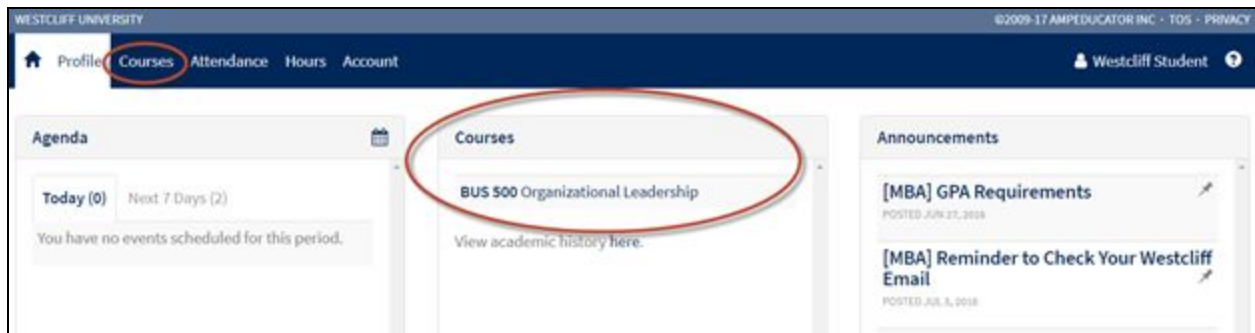 WESTCLIFF UNIVERSITY
©2009-17 AMPEDUCATOR INC · TOS · PRIVACY
Profile Courses Attendance Hours Account
Westcliff Student ?
Agenda
Today (0) Next 7 Days (2)
You have no events scheduled for this period.
Courses
BUS 500 Organizational Leadership
View academic history here.
Announcements
[MBA] GPA Requirements
POSTED JUN 27, 2018
[MBA] Reminder to Check Your Westcliff
Email
POSTED JUL 5, 2018